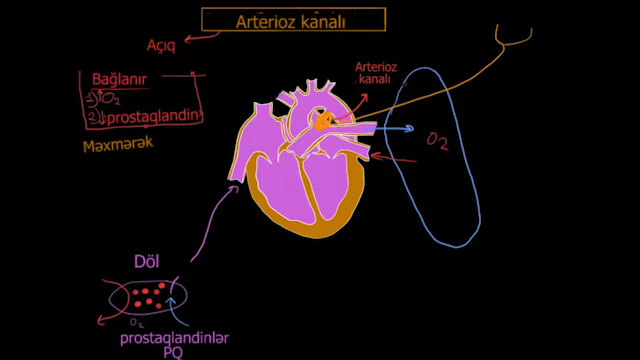 Arterioz kanalı
Açıq
Bağlanır
1) ↑O2
2) ↓prostaqlandin
Məxmərək
Arterioz
kanalı
O2
Döl
O2
prostaqlandinlər
PQ